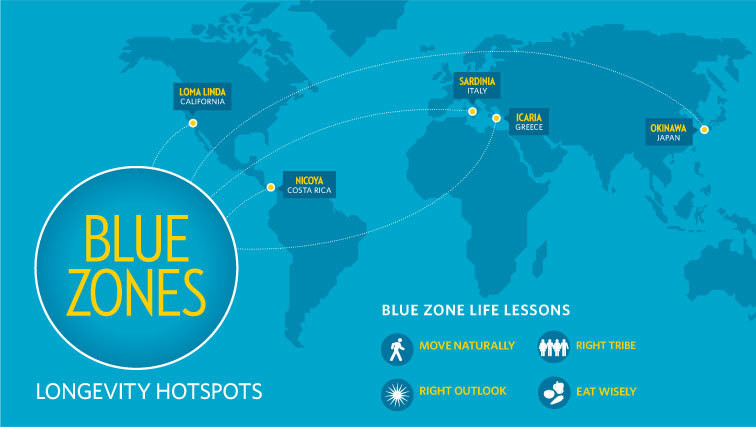 LOMA LINDA
CALIFORNIA
SARDINIA
ITALY
ICARIA
GREECE
OKINAWA
JAPAN
NICOYA
COSTA RICA
BLUE
ZONES
LONGEVITY HOTSPOTS
BLUE ZONE LIFE LESSONS
MOVE NATURALLY
RIGHT TRIBE
RIGHT OUTLOOK
EAT WISELY